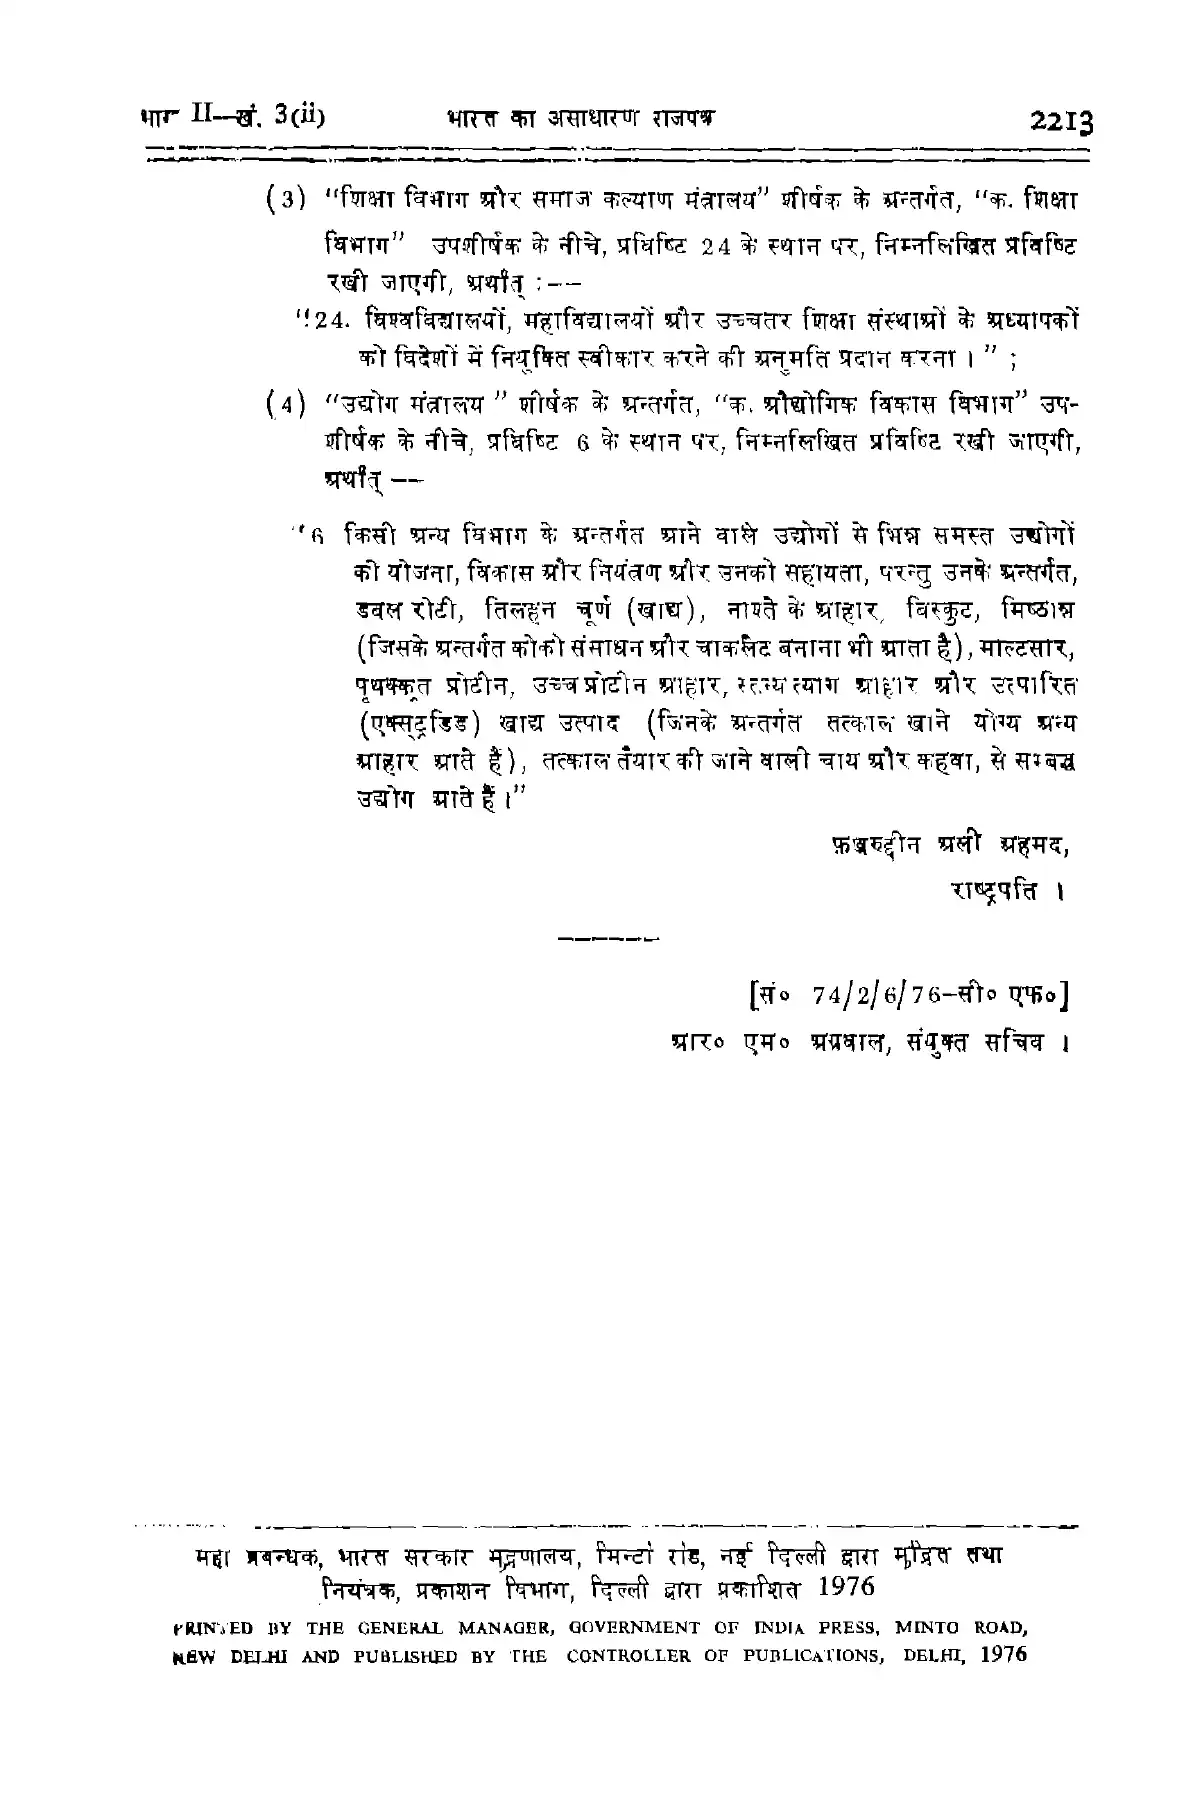 भाग II—खं. 3(ii) भारत का असाधारण राजपत्र 2213
(3) “शिक्षा विभाग और समाज कल्याण मंत्रालय” शीर्षक के अन्तर्गत, “क. शिक्षा
विभाग” उपशीर्षक के नीचे, प्रविष्टि 24 के स्थान पर, निम्नलिखित प्रविष्टि
रखी जाएगी, अर्थात् :--
“24. विश्वविद्यालयों, महाविद्यालयों और उच्चतर शिक्षा संस्थाओं के अध्यापकों
को विदेशों में नियुक्ति स्वीकार करने की अनुमति प्रदान करना । ” ;
(4) “उद्योग मंत्रालय ” शीर्षक के अन्तर्गत, “क. औद्योगिक विकास विभाग” उप-
शीर्षक के नीचे, प्रविष्टि 6 के स्थान पर, निम्नलिखित प्रविष्टि रखी जाएगी,
अर्थात् --
“6 किसी अन्य विभाग के अन्तर्गत आने वाले उद्योगों से भिन्न समस्त उद्योगों
की योजना, विकास और नियंत्रण और उनको सहायता, परन्तु उनके अन्तर्गत,
डबल रोटी, तिलहन चूर्ण (खाद्य), नाश्ते के आहार, बिस्कुट, मिष्ठान्न
(जिसके अन्तर्गत कोको संसाधन और चाकलेट बनाना भी आता है), माल्टसार,
पृथक्कृत प्रोटीन, उच्च प्रोटीन आहार, स्तन्य त्याग आहार और उत्पारित
(एक्स्ट्रूडिड) खाद्य उत्पाद (जिनके अन्तर्गत तत्काल खाने योग्य अन्य
आहार आते हैं), तत्काल तैयार की जाने वाली चाय और कहवा, से सम्बद्ध
उद्योग आते हैं ।”
फ़खरुद्दीन अली अहमद,
राष्ट्रपति ।
[सं० 74/2/6/76-सी० एफ०]
आर० एम० अग्रवाल, संयुक्त सचिव ।
महा प्रबन्धक, भारत सरकार मुद्रणालय, मिन्टो रोड, नई दिल्ली द्वारा मुद्रित तथा
नियंत्रक, प्रकाशन विभाग, दिल्ली द्वारा प्रकाशित 1976
PRINTED BY THE GENERAL MANAGER, GOVERNMENT OF INDIA PRESS, MINTO ROAD,
NEW DELHI AND PUBLISHED BY THE CONTROLLER OF PUBLICATIONS, DELHI, 1976